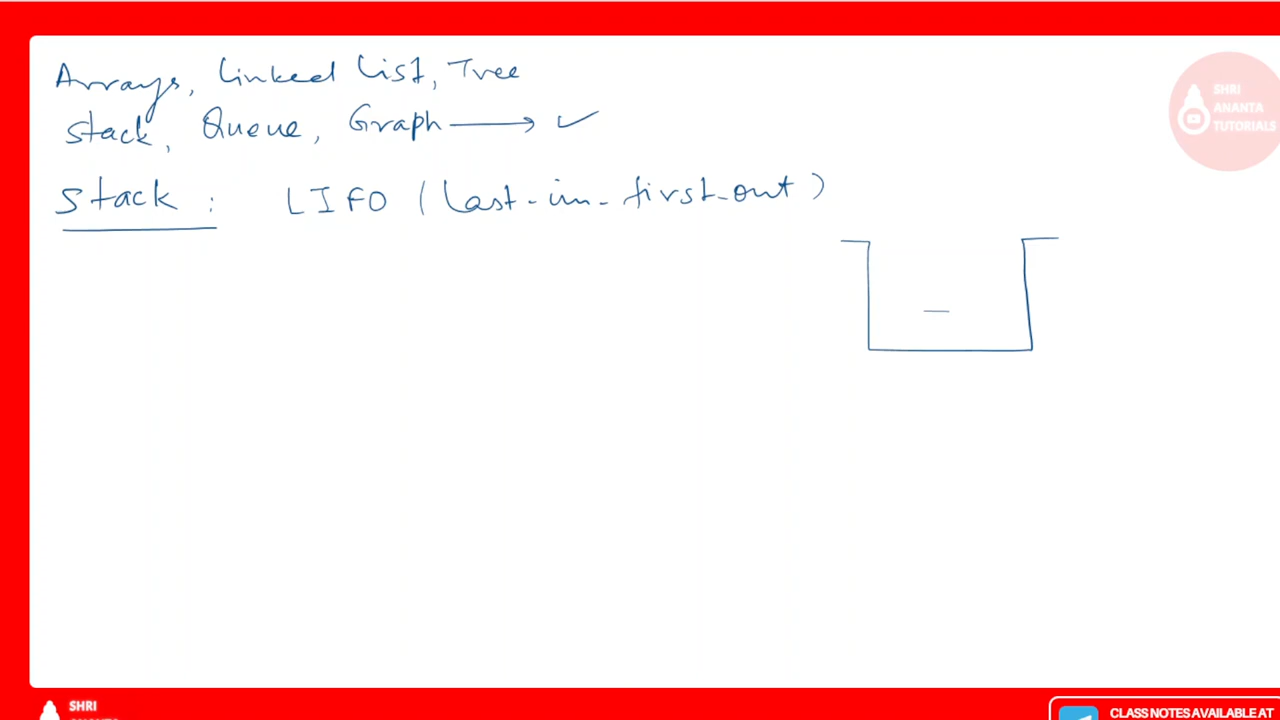 Arrays, Linked List, Tree
Stack, Queue, Graph → ✓
Stack : LIFO (Last-in-first-out)
SHRI
ANANTA
TUTORIALS
SHRI
ANANTA
CLASS NOTES AVAILABLE AT